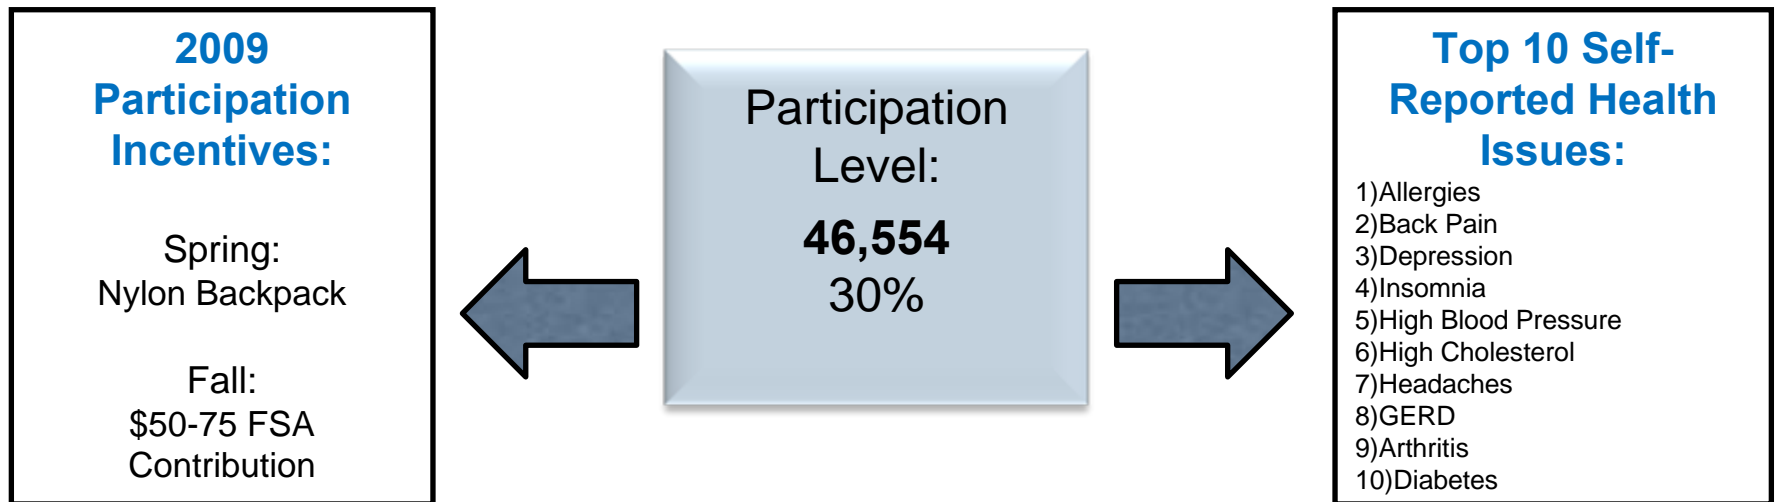 2009
Participation
Incentives:
Spring:
Nylon Backpack
Fall:
$50-75 FSA
Contribution
Participation
Level:
46,554
30%
Top 10 Self-
Reported Health
Issues:
1)Allergies
2)Back Pain
3)Depression
4)Insomnia
5)High Blood Pressure
6)High Cholesterol
7)Headaches
8)GERD
9)Arthritis
10)Diabetes